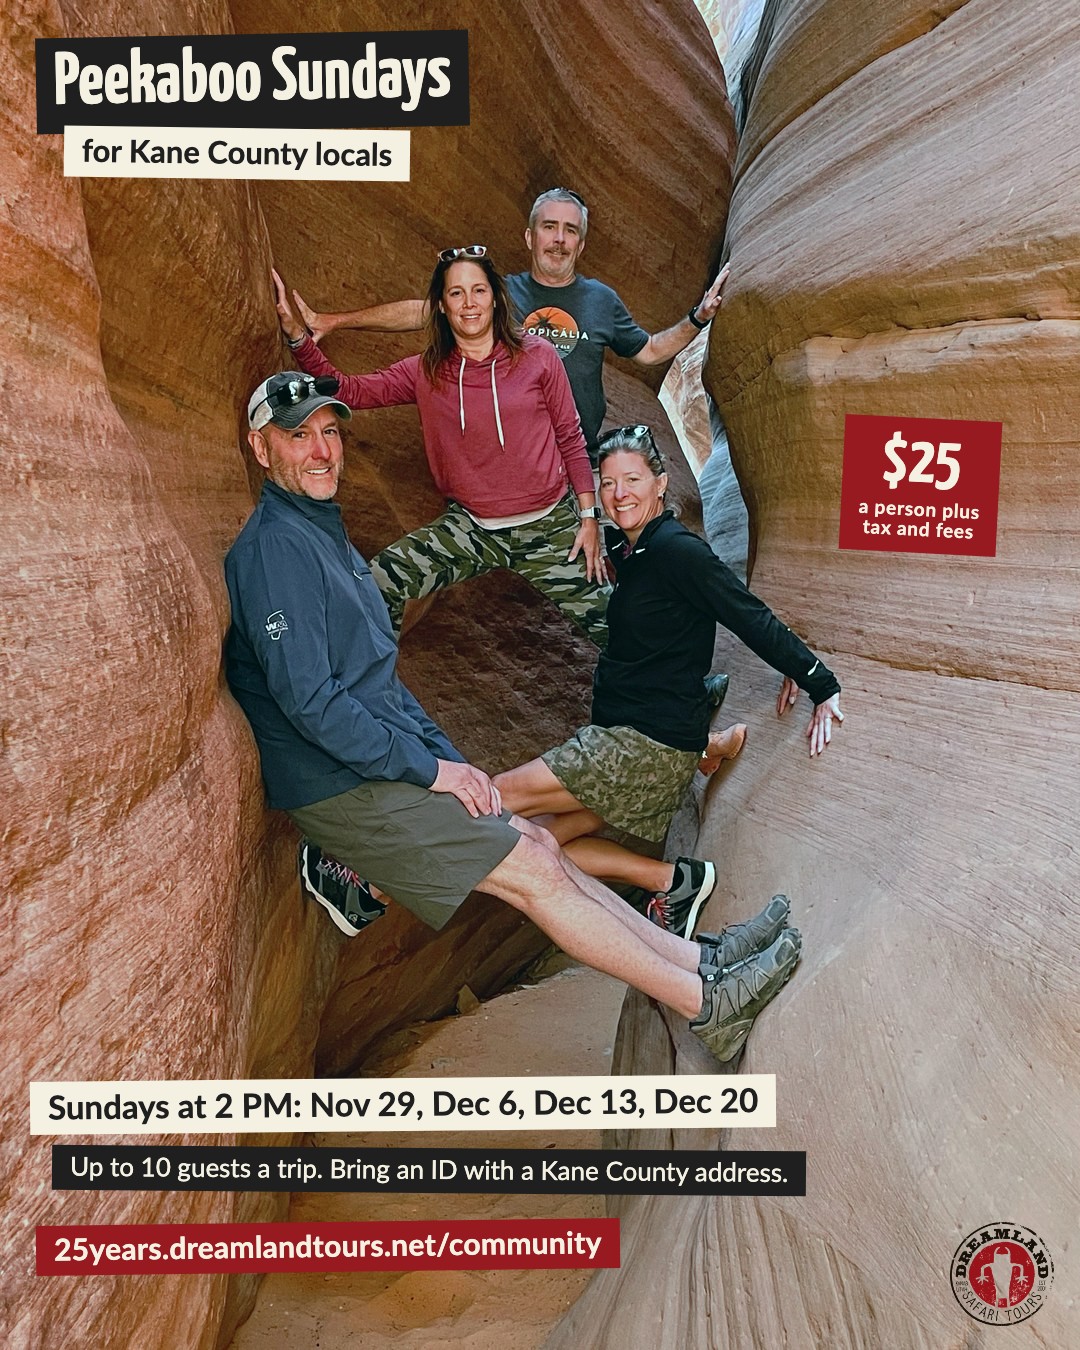 Peekaboo Sundays
for Kane County locals
OPICÁLIA
$25
a person plus
tax and fees
Sundays at 2 PM: Nov 29, Dec 6, Dec 13, Dec 20
Up to 10 guests a trip. Bring an ID with a Kane County address.
25years.dreamlandtours.net/community
DREAMLAND
SAFARI TOURS